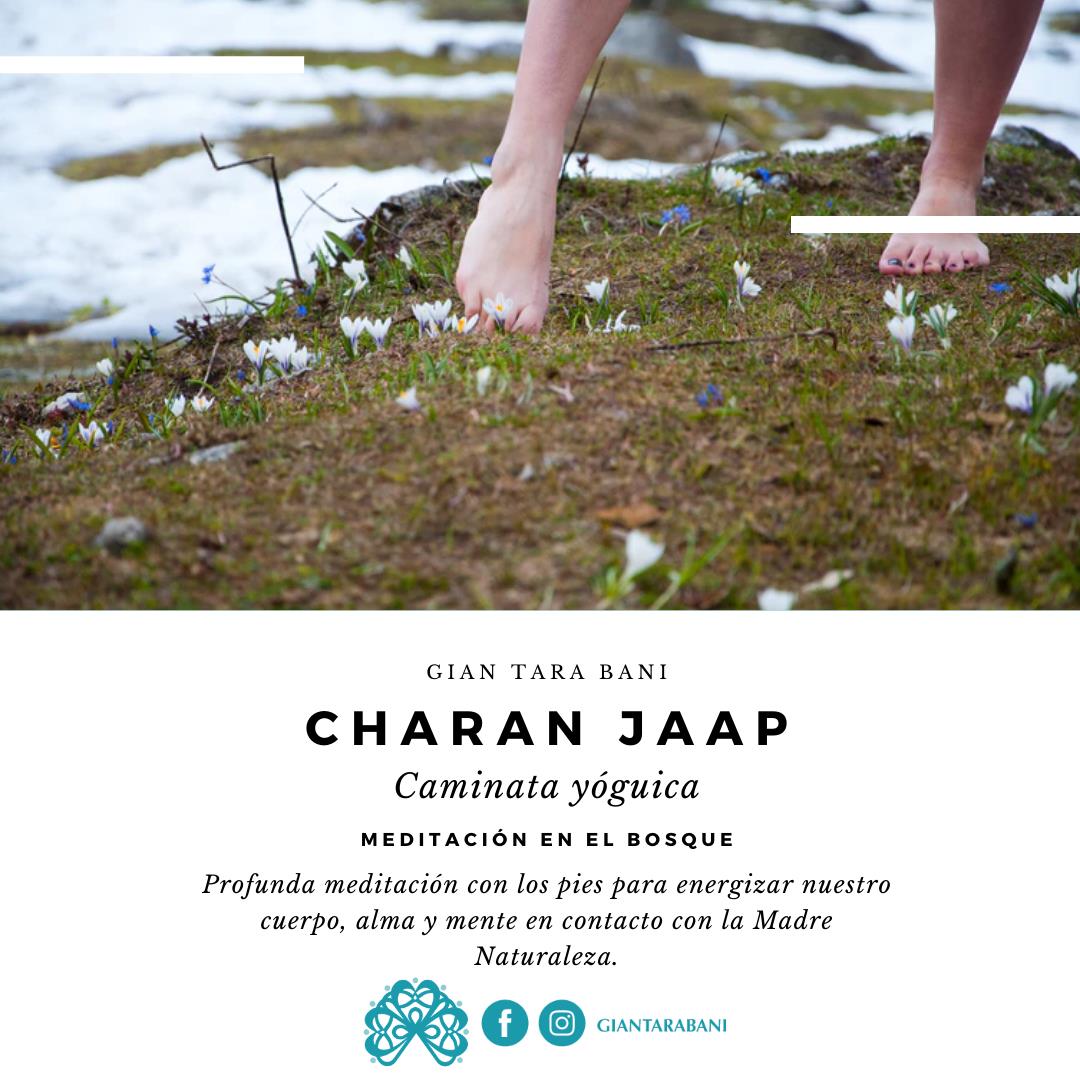 GIAN TARA BANI
CHARAN JAAP
Caminata yóguica
MEDITACIÓN EN EL BOSQUE
Profunda meditación con los pies para energizar nuestro
cuerpo, alma y mente en contacto con la Madre
Naturaleza.
GIANTARABANI